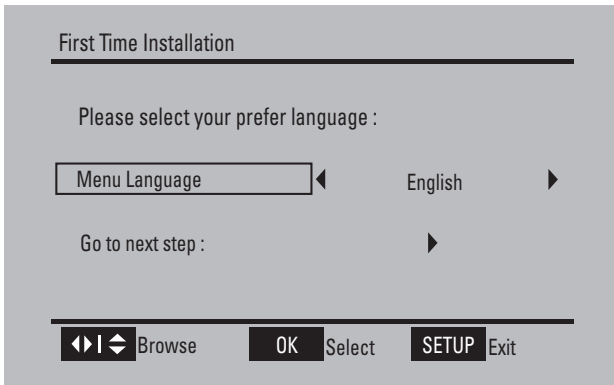 First Time Installation
Please select your prefer language :
Menu Language English
Go to next step :
Browse OK Select SETUP Exit